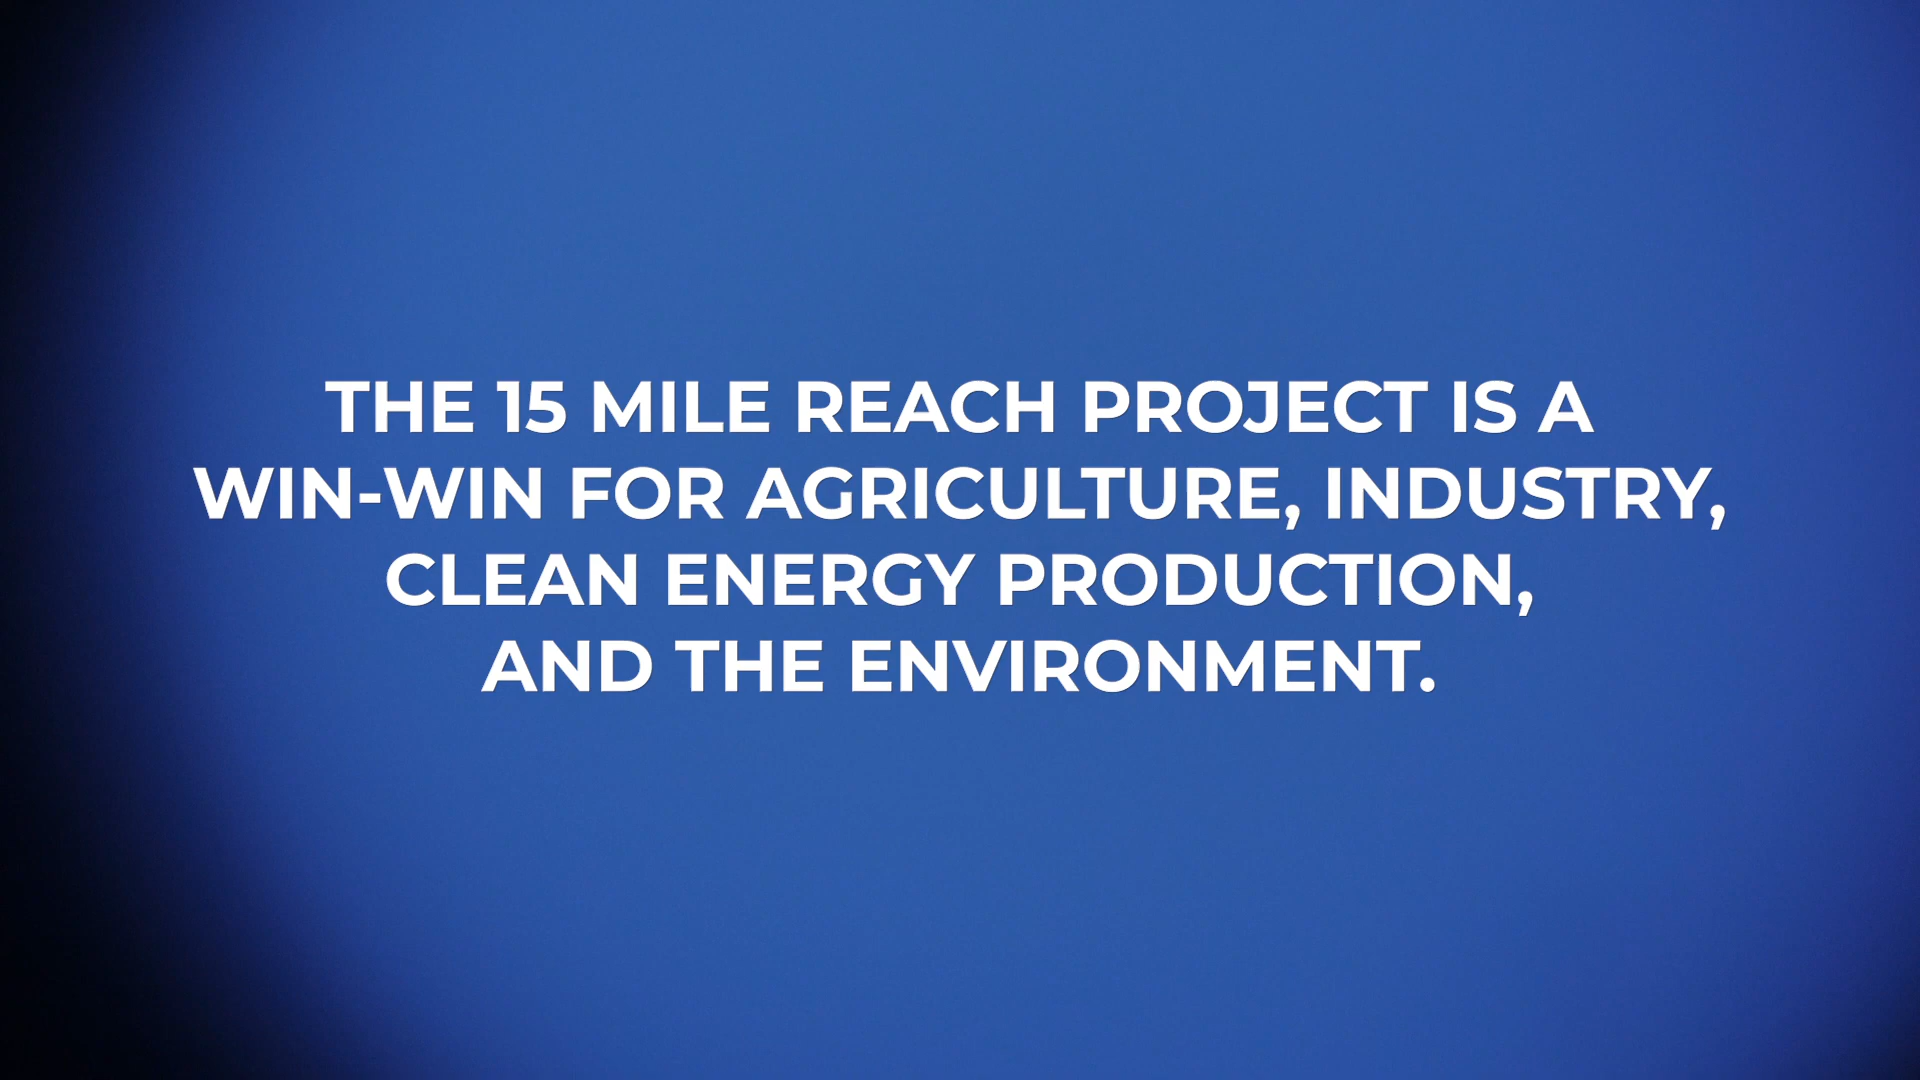 THE 15 MILE REACH PROJECT IS A
WIN-WIN FOR AGRICULTURE, INDUSTRY,
CLEAN ENERGY PRODUCTION,
AND THE ENVIRONMENT.